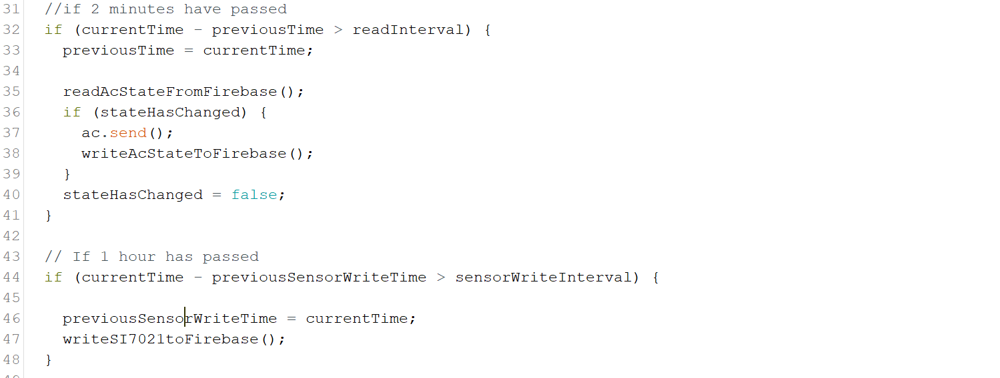 31 //if 2 minutes have passed
32 if (currentTime - previousTime > readInterval) {
33 previousTime = currentTime;
34
35 readAcStateFromFirebase();
36 if (stateHasChanged) {
37 ac.send();
38 writeAcStateToFirebase();
39 }
40 stateHasChanged = false;
41 }
42
43 // If 1 hour has passed
44 if (currentTime - previousSensorWriteTime > sensorWriteInterval) {
45
46 previousSensorWriteTime = currentTime;
47 writeSI7021toFirebase();
48 }